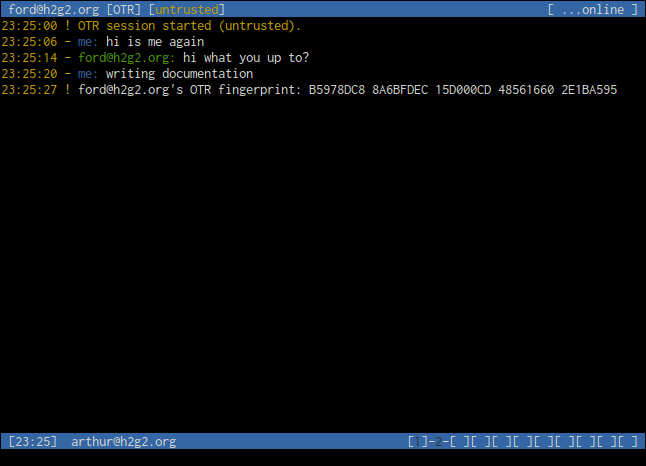 ford@h2g2.org [OTR] [untrusted] [ ...online ]
23:25:00 ! OTR session started (untrusted).
23:25:06 - me: hi is me again
23:25:14 - ford@h2g2.org: hi what you up to?
23:25:20 - me: writing documentation
23:25:27 ! ford@h2g2.org's OTR fingerprint: B5978DC8 8A6BFDEC 15D000CD 48561660 2E1BA595
[23:25] arthur@h2g2.org [1]-2-[ ][ ][ ][ ][ ][ ][ ][ ][ ]